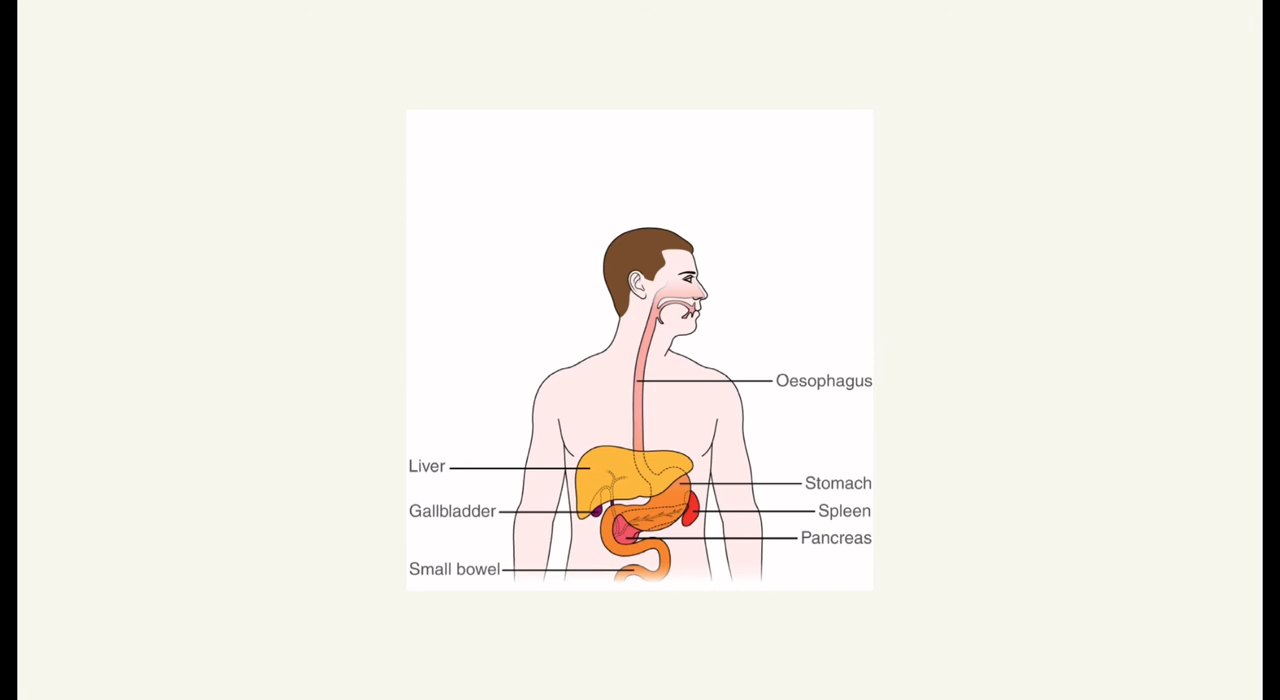 Oesophagus
Liver
Stomach
Gallbladder
Spleen
Pancreas
Small bowel